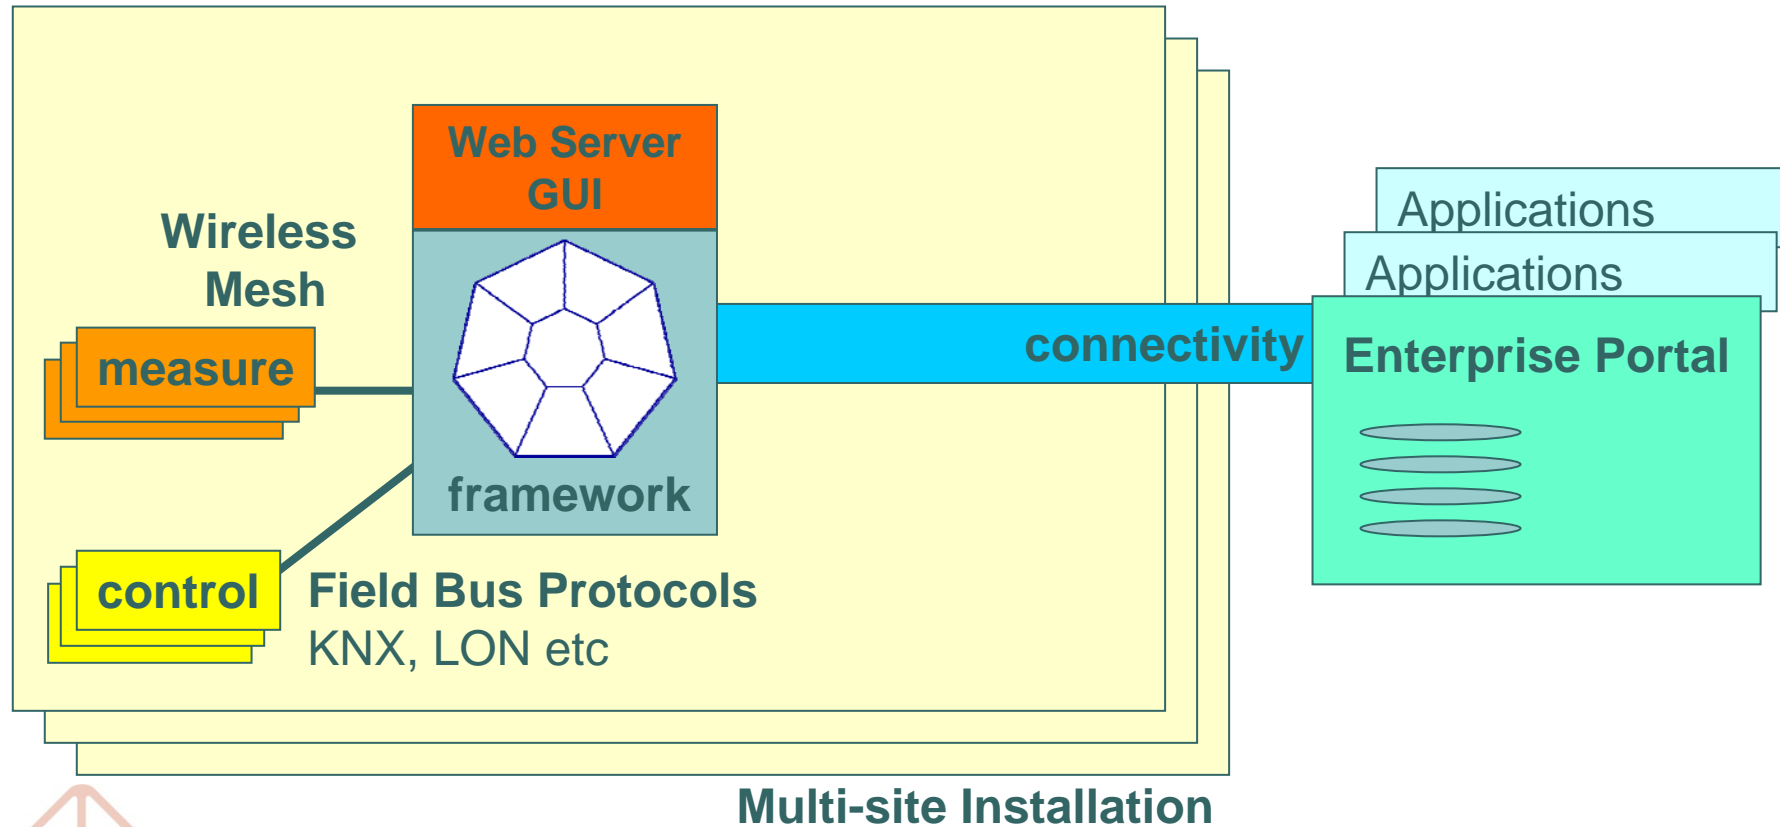 Web Server
GUI
Wireless
Mesh
measure
framework
control
Field Bus Protocols
KNX, LON etc
connectivity
Applications
Applications
Enterprise Portal
Multi-site Installation